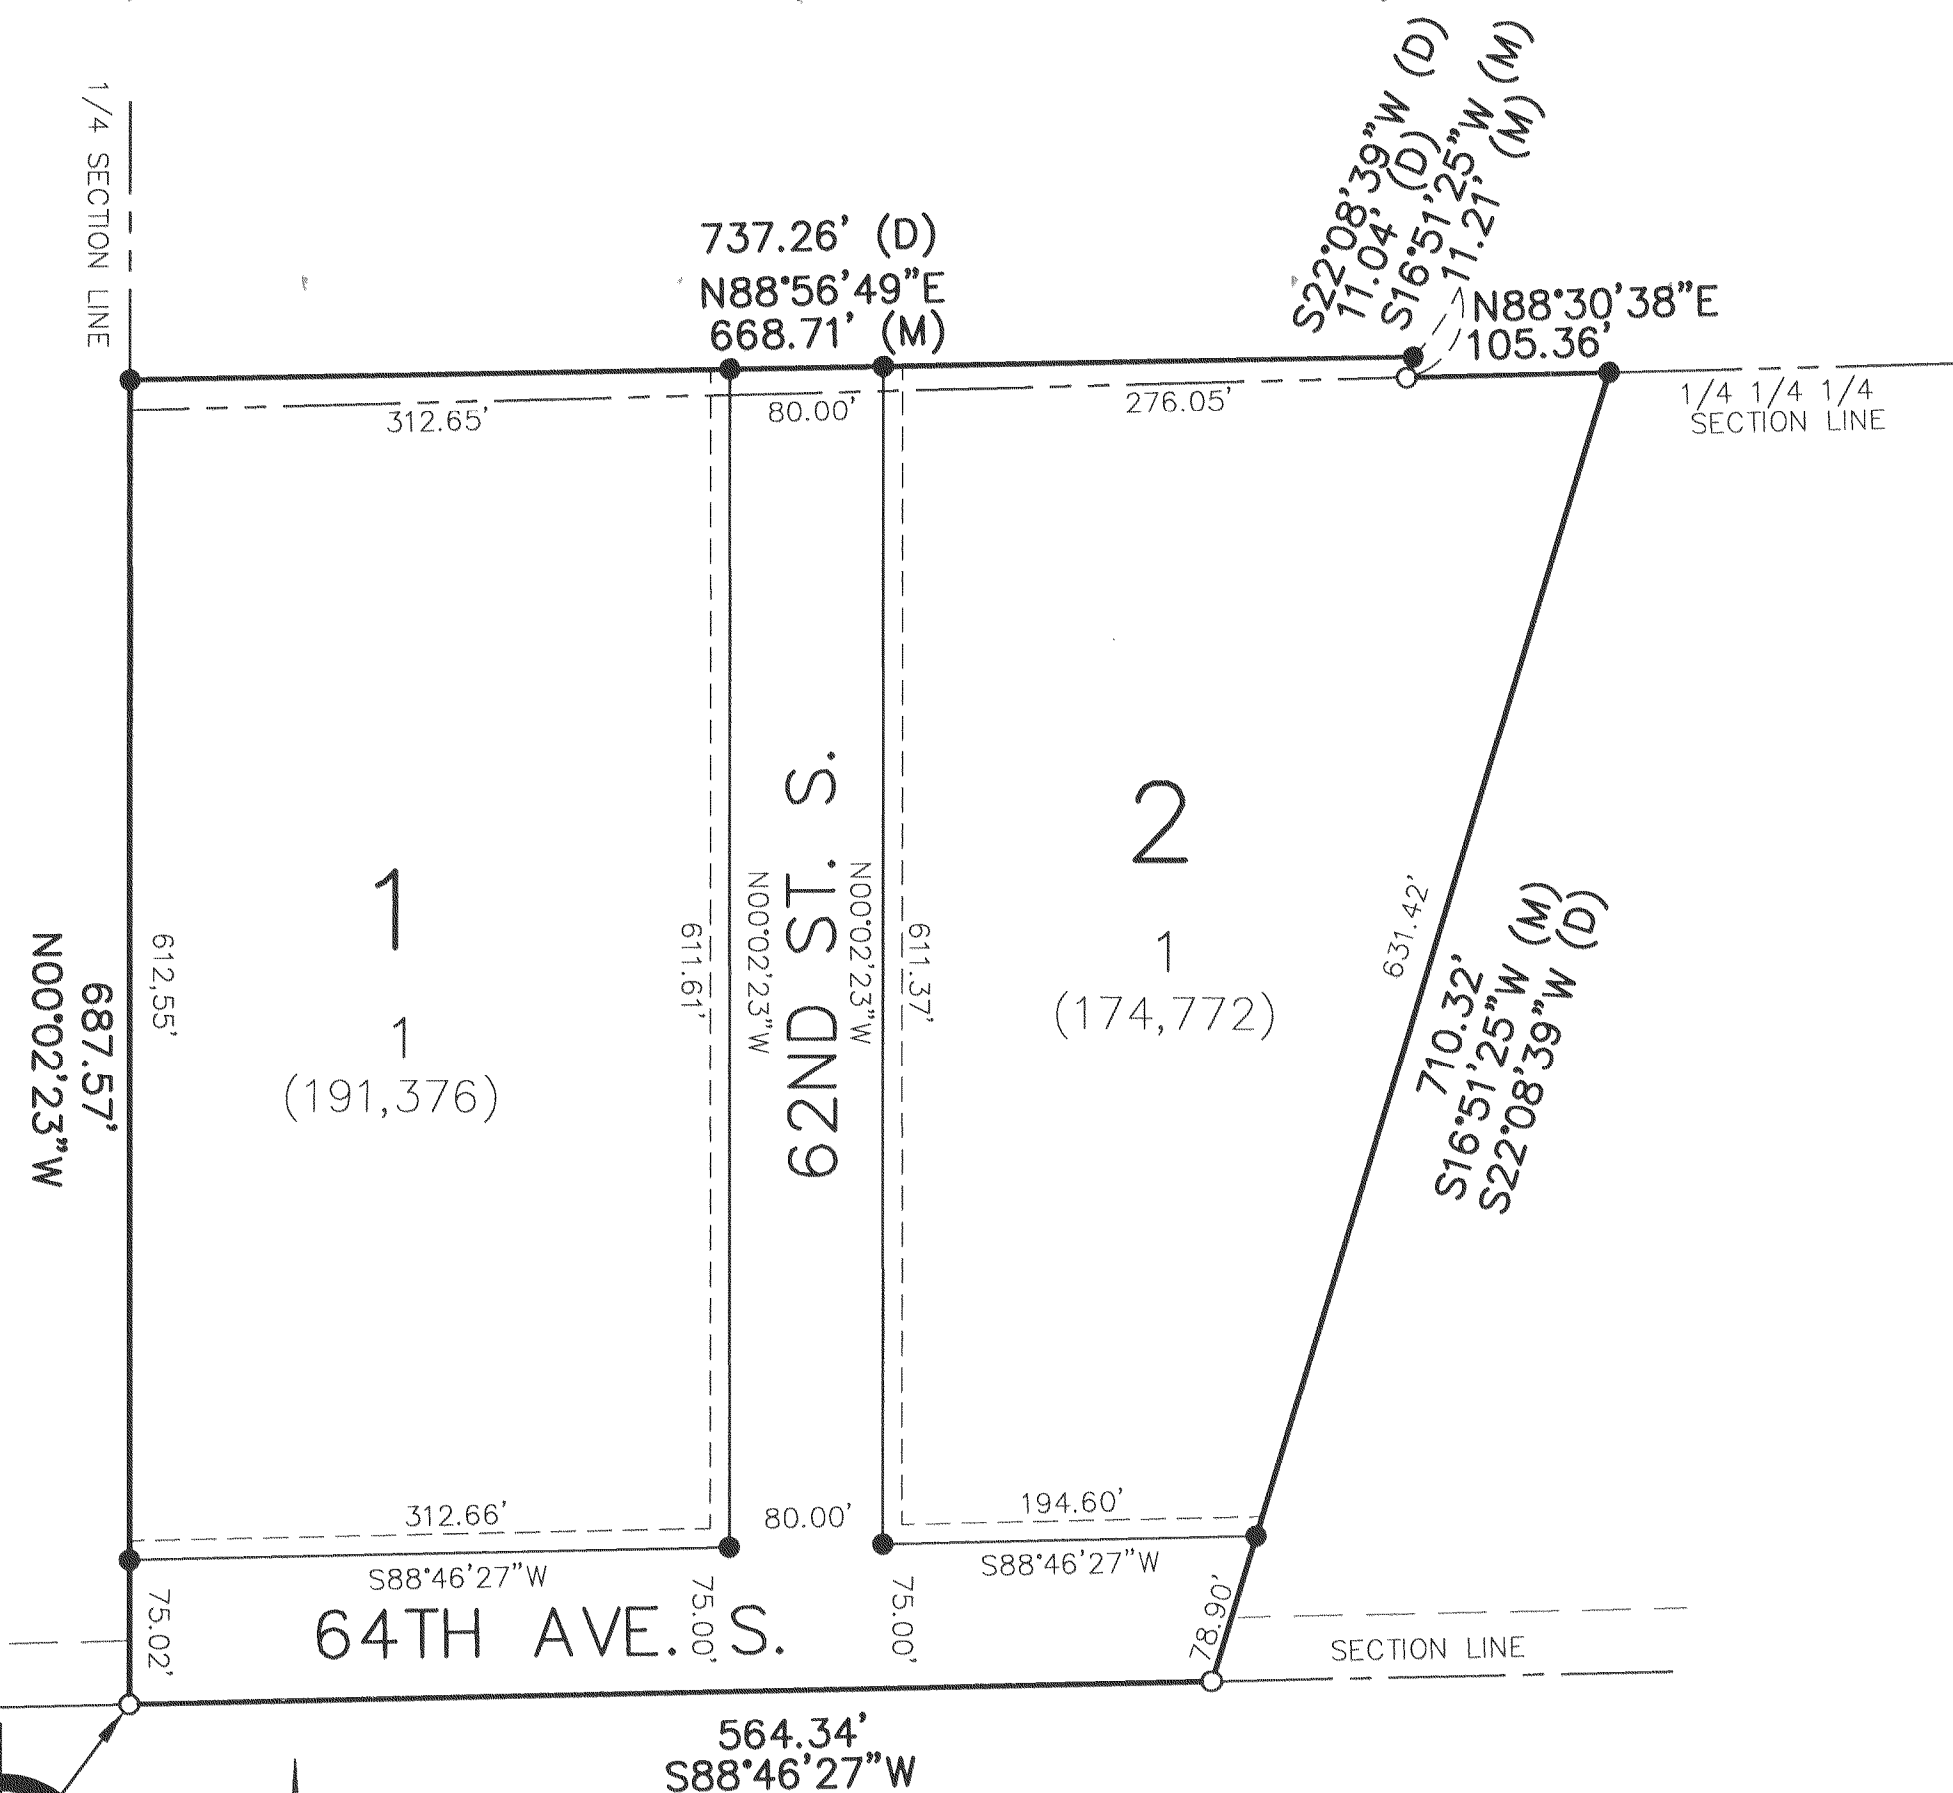 1/4 SECTION LINE
737.26' (D)
N88°56'49"E
668.71' (M)
S22°08'39"W (D)
11.04' (D)
S16°51'25"W (M)
11.21' (M)
N88°30'38"E
105.36'
1/4 1/4 1/4
SECTION LINE
312.65'
80.00'
276.05'
687.57'
N00°02'23"W
612,55'
1
1
(191,376)
611.61'
N00°02'23"W
62ND ST. S.
N00°02'23"W
611.37'
2
1
(174,772)
631.42'
710.32'
S16°51'25"W (M)
S22°08'39"W (D)
312.66'
S88°46'27"W
80.00'
194.60'
S88°46'27"W
75.02'
64TH AVE. S.
75.00'
75.00'
78.90'
SECTION LINE
564.34'
S88°46'27"W